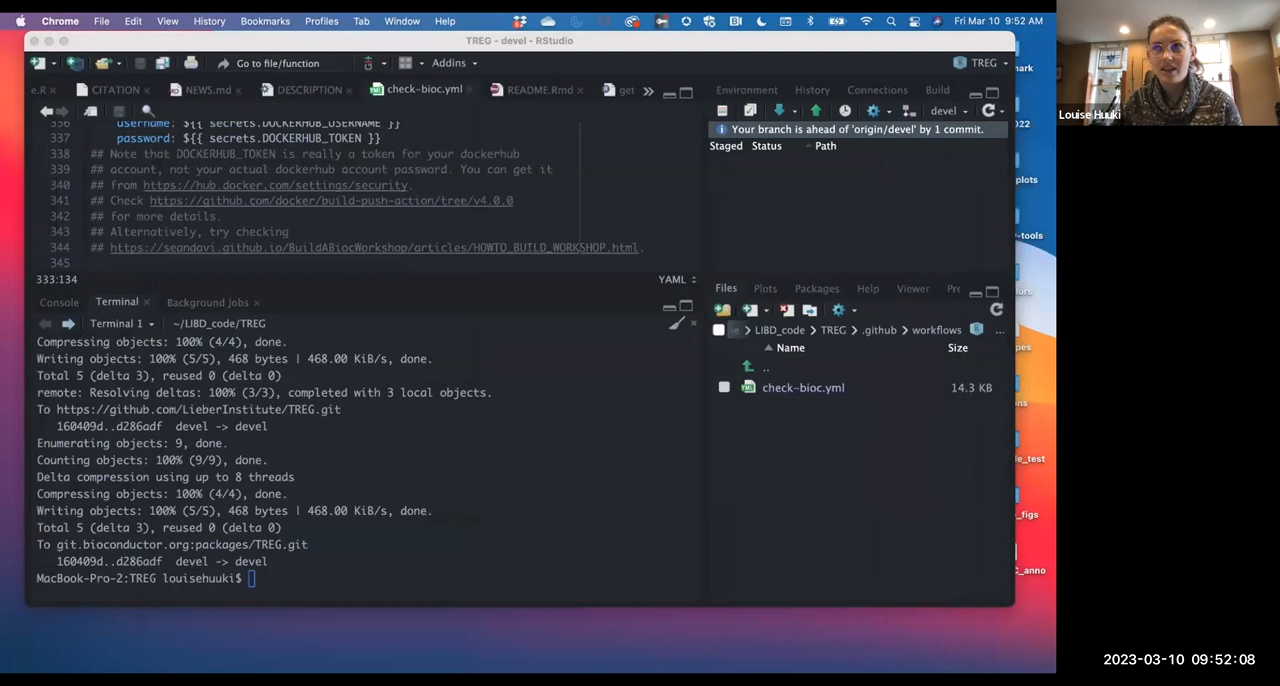 Chrome File Edit View History Bookmarks Profiles Tab Window Help Fri Mar 10 9:52 AM
TREG - devel - RStudio
Go to file/function Addins TREG
e.R CITATION NEWS.md DESCRIPTION check-bioc.yml README.Rmd get
username: ${{ secrets.DOCKERHUB_USERNAME }}
337 password: ${{ secrets.DOCKERHUB_TOKEN }}
338 ## Note that DOCKERHUB_TOKEN is really a token for your dockerhub
339 ## account, not your actual dockerhub account password. You can get it
340 ## from https://hub.docker.com/settings/security.
341 ## Check https://github.com/docker/build-push-action/tree/v4.0.0
342 ## for more details.
343 ## Alternatively, try checking
344 ## https://seandavi.github.io/BuildABiocWorkshop/articles/HOWTO_BUILD_WORKSHOP.html.
345
333:134 YAML
Console Terminal Background Jobs
Terminal 1 ~/LIBD_code/TREG
Compressing objects: 100% (4/4), done.
Writing objects: 100% (5/5), 468 bytes | 468.00 KiB/s, done.
Total 5 (delta 3), reused 0 (delta 0)
remote: Resolving deltas: 100% (3/3), completed with 3 local objects.
To https://github.com/LieberInstitute/TREG.git
160409d..d286adf devel -> devel
Enumerating objects: 9, done.
Counting objects: 100% (9/9), done.
Delta compression using up to 8 threads
Compressing objects: 100% (4/4), done.
Writing objects: 100% (5/5), 468 bytes | 468.00 KiB/s, done.
Total 5 (delta 3), reused 0 (delta 0)
To git.bioconductor.org:packages/TREG.git
160409d..d286adf devel -> devel
MacBook-Pro-2:TREG louisehuuki$
Environment History Connections Build
devel
Your branch is ahead of 'origin/devel' by 1 commit.
Staged Status Path
Files Plots Packages Help Viewer Pre
LIBD_code TREG .github workflows
Name Size
..
check-bioc.yml 14.3 KB
Louise Huuki
2023-03-10 09:52:08